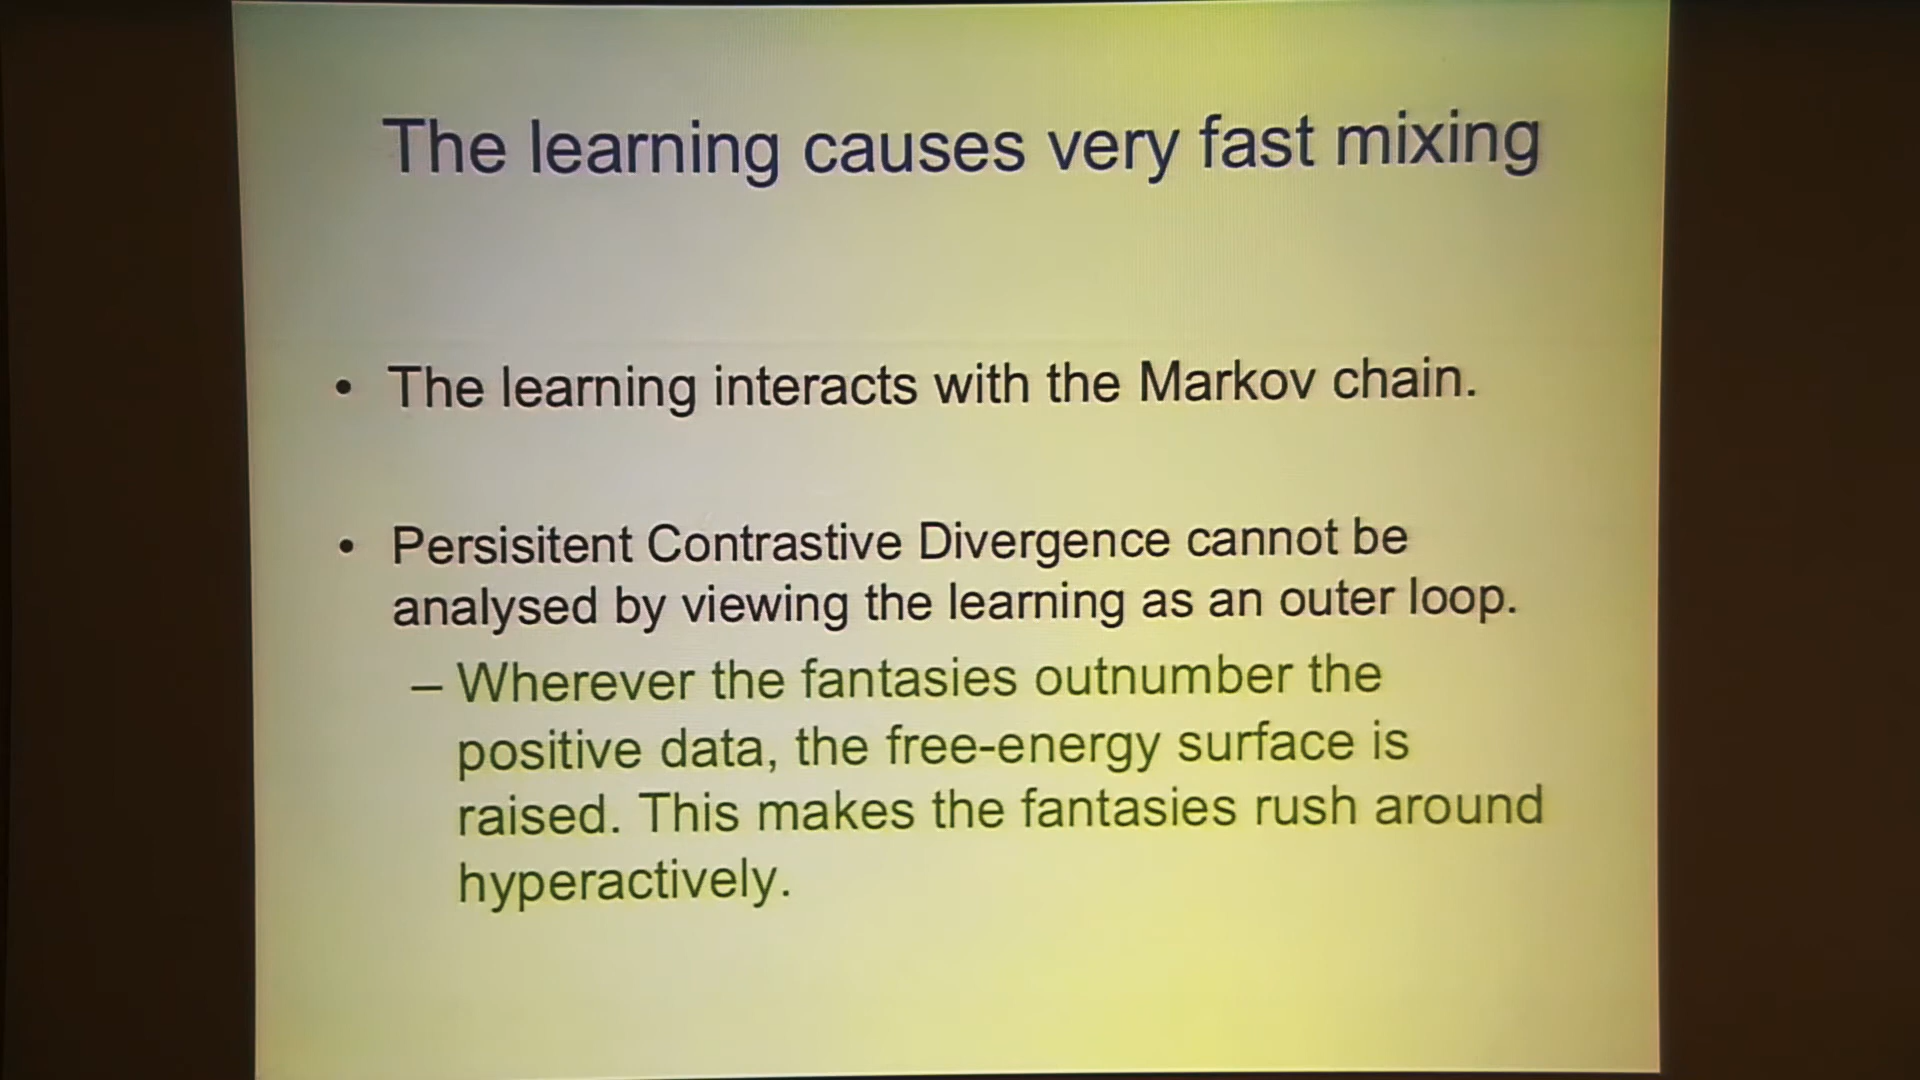 The learning causes very fast mixing
• The learning interacts with the Markov chain.
• Persisitent Contrastive Divergence cannot be
analysed by viewing the learning as an outer loop.
– Wherever the fantasies outnumber the
positive data, the free-energy surface is
raised. This makes the fantasies rush around
hyperactively.